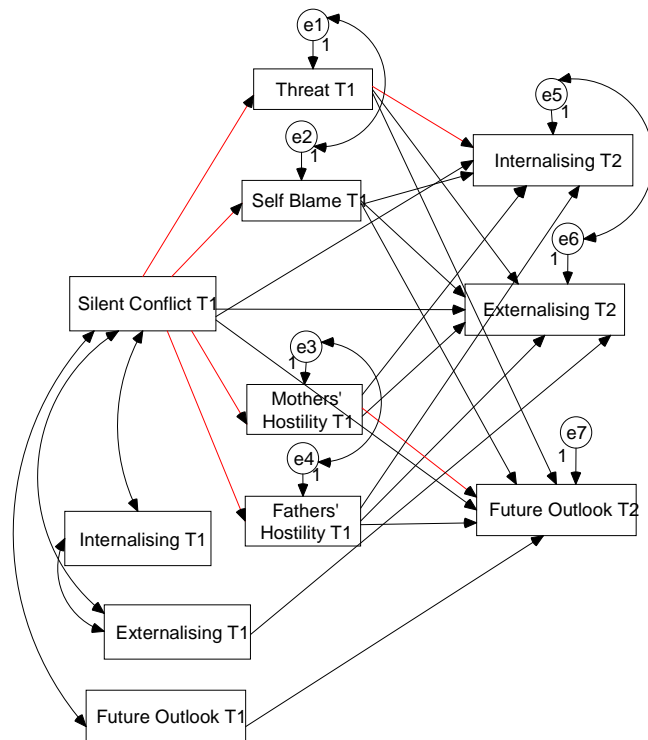 e1
1
Threat T1
e2
1
Self Blame T1
e5
1
Internalising T2
e6
1
Silent Conflict T1
Externalising T2
e3
1
Mothers'
Hostility T1
e4
1
Fathers'
Hostility T1
e7
1
Future Outlook T2
Internalising T1
Externalising T1
Future Outlook T1